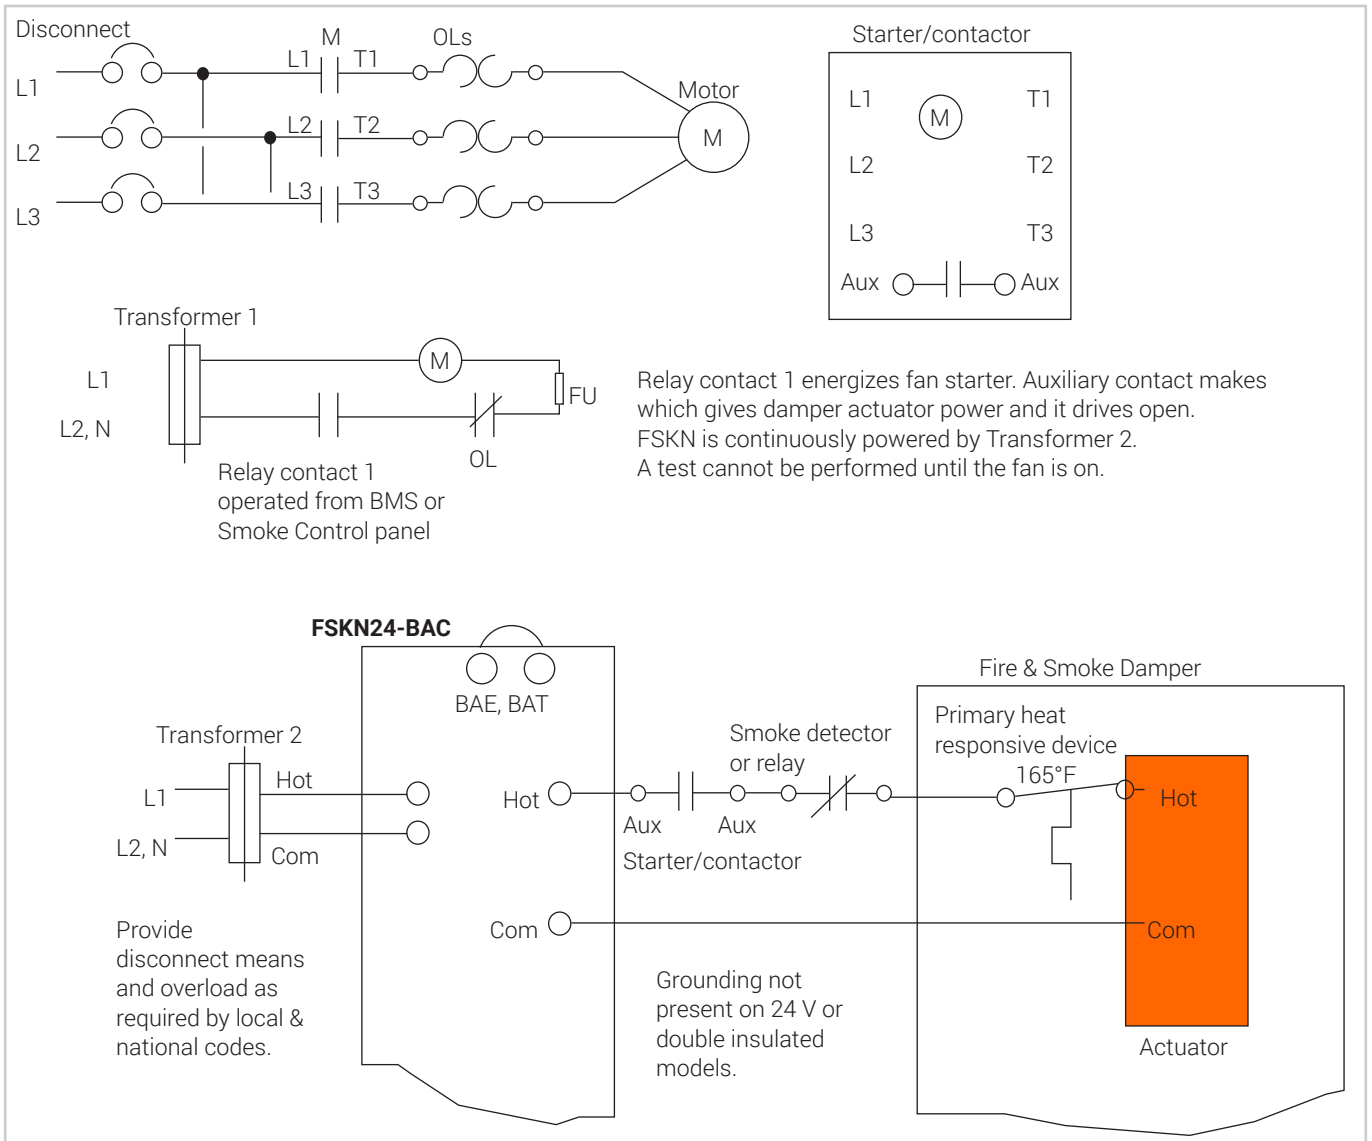 Disconnect
M
OLs
L1
L1
T1
Motor
L2
L2
T2
M
L3
L3
T3
Starter/contactor
L1
M
T1
L2
T2
L3
T3
Aux
Aux
Transformer 1
L1
L2, N
M
FU
OL
Relay contact 1
operated from BMS or
Smoke Control panel
Relay contact 1 energizes fan starter. Auxiliary contact makes
which gives damper actuator power and it drives open.
FSKN is continuously powered by Transformer 2.
A test cannot be performed until the fan is on.
FSKN24-BAC
BAE, BAT
Transformer 2
L1
Hot
L2, N
Com
Hot
Aux
Aux
Starter/contactor
Smoke detector
or relay
Com
Fire & Smoke Damper
Primary heat
responsive device
165°F
Hot
Com
Actuator
Provide
disconnect means
and overload as
required by local &
national codes.
Grounding not
present on 24 V or
double insulated
models.